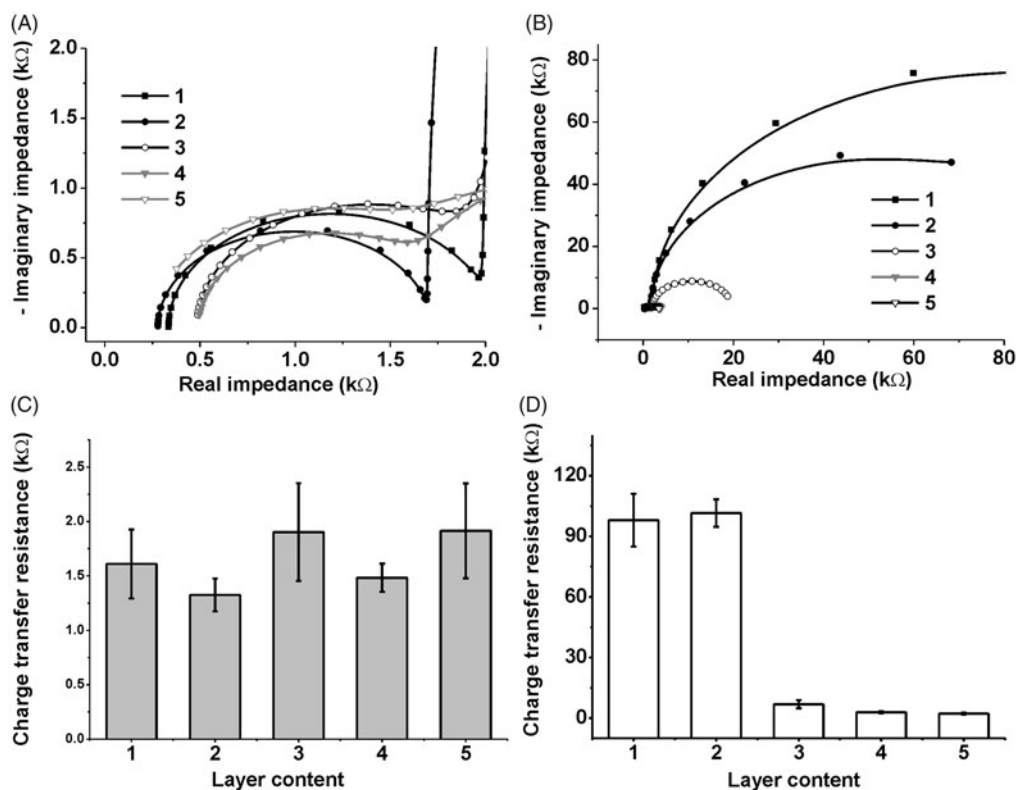 (A)
- Imaginary impedance (kΩ)
2.0
1.5
1.0
0.5
0.0
1
2
3
4
5
0.0 0.5 1.0 1.5 2.0
Real impedance (kΩ)
(B)
- Imaginary impedance (kΩ)
80
60
40
20
0
1
2
3
4
5
0 20 40 60 80
Real impedance (kΩ)
(C)
Charge transfer resistance (kΩ)
2.5
2.0
1.5
1.0
0.5
0.0
1 2 3 4 5
Layer content
(D)
Charge transfer resistance (kΩ)
120
90
60
30
0
1 2 3 4 5
Layer content